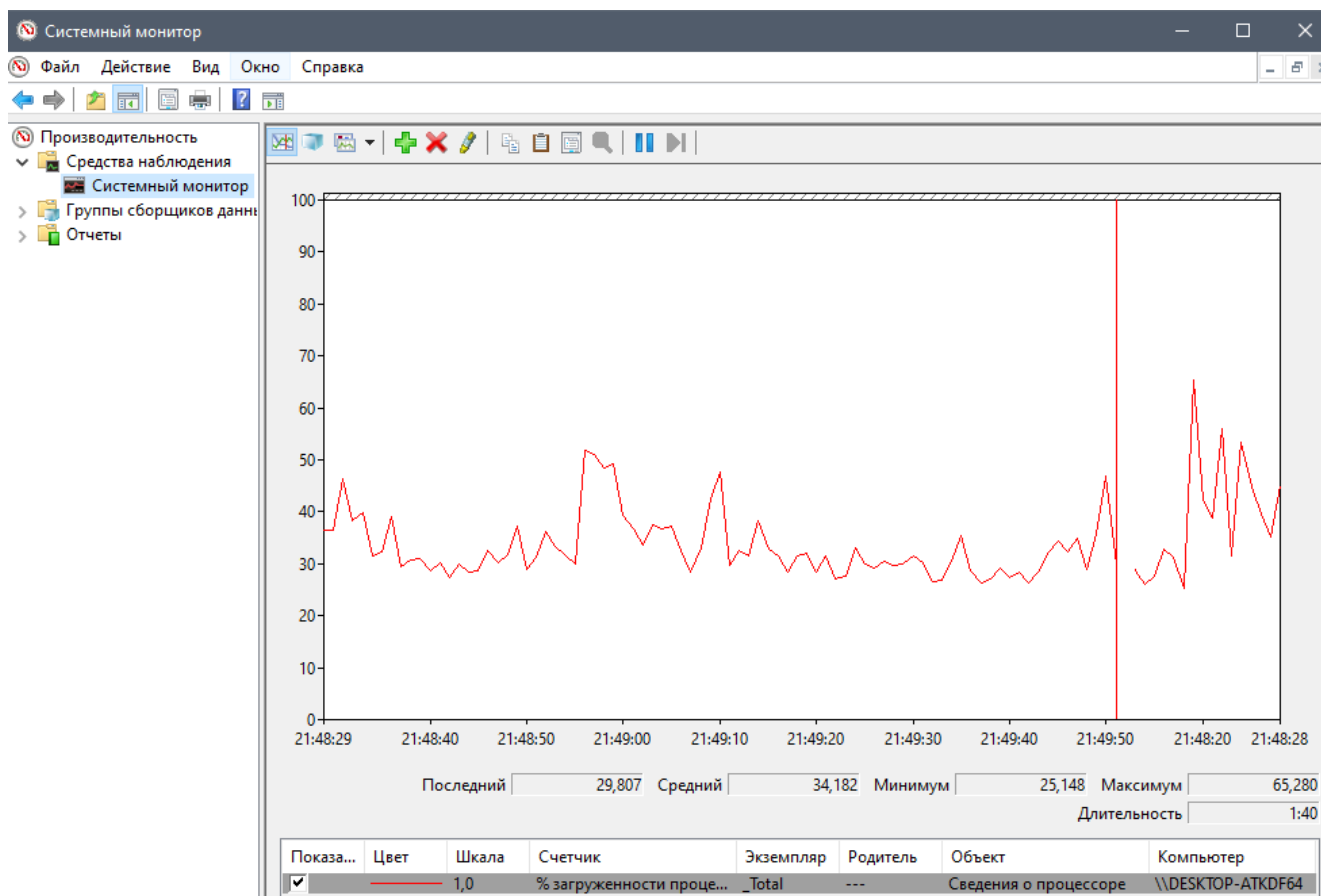 Системный монитор
Файл Действие Вид Окно Справка
Производительность
Средства наблюдения
Системный монитор
Группы сборщиков данн
Отчеты
100
90
80
70
60
50
40
30
20
10
0
21:48:29 21:48:40 21:48:50 21:49:00 21:49:10 21:49:20 21:49:30 21:49:40 21:49:50 21:48:20 21:48:28
Последний 29,807 Средний 34,182 Минимум 25,148 Максимум 65,280
Длительность 1:40
Показа... Цвет Шкала Счетчик Экземпляр Родитель Объект Компьютер
1,0 % загруженности проце... _Total --- Сведения о процессоре \\DESKTOP-ATKDF64